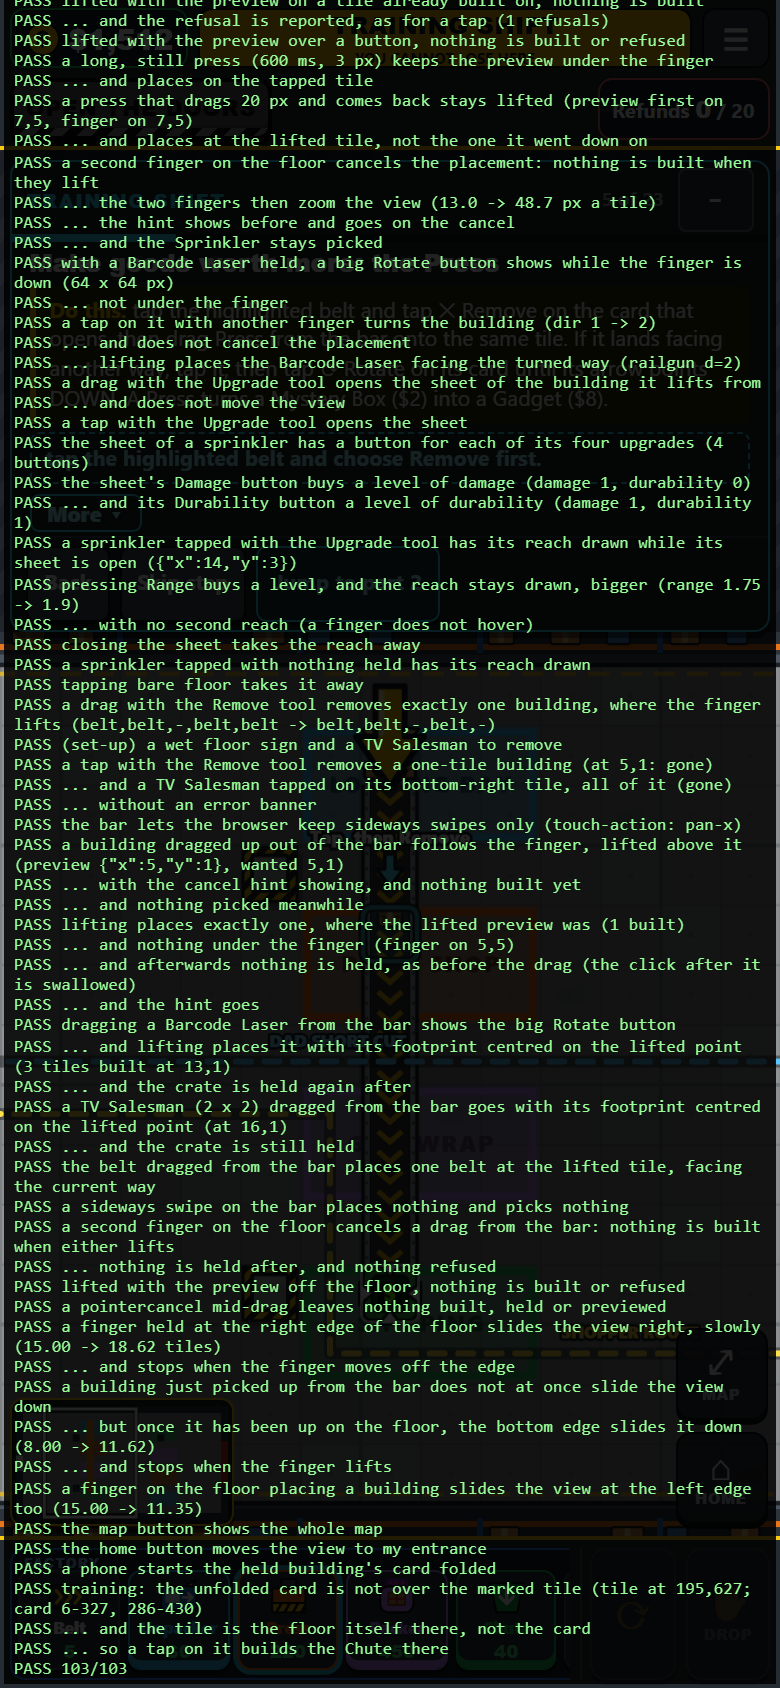 PASS lifted with the preview on a tile already built on, nothing is built
PASS ... and the refusal is reported, as for a tap (1 refusals)
PASS lifted with the preview over a button, nothing is built or refused
PASS a long, still press (600 ms, 3 px) keeps the preview under the finger
PASS ... and places on the tapped tile
PASS a press that drags 20 px and comes back stays lifted (preview first on
7,5, finger on 7,5)
Refunds 0 / 20
PASS ... and places at the lifted tile, not the one it went down on
PASS a second finger on the floor cancels the placement: nothing is built when
they lift
PASS ... the two fingers then zoom the view (13.0 -> 48.7 px a tile)
PASS ... the hint shows before and goes on the cancel
PASS ... and the Sprinkler stays picked
PASS with a Barcode Laser held, a big Rotate button shows while the finger is
down (64 x 64 px)
PASS ... not under the finger
PASS a tap on it with another finger turns the building (dir 1 -> 2)
PASS ... and does not cancel the placement
PASS ... lifting places the Barcode Laser facing the turned way (railgun d=2)
PASS a drag with the Upgrade tool opens the sheet of the building it lifts from
PASS ... and does not move the view
PASS a tap with the Upgrade tool opens the sheet
PASS the sheet of a sprinkler has a button for each of its four upgrades (4
buttons)
PASS the sheet's Damage button buys a level of damage (damage 1, durability 0)
PASS ... and its Durability button a level of durability (damage 1, durability
1)
More
PASS a sprinkler tapped with the Upgrade tool has its reach drawn while its
sheet is open ({"x":14,"y":3})
PASS pressing Range buys a level, and the reach stays drawn, bigger (range 1.75
-> 1.9)
PASS ... with no second reach (a finger does not hover)
PASS closing the sheet takes the reach away
PASS a sprinkler tapped with nothing held has its reach drawn
PASS tapping bare floor takes it away
PASS a drag with the Remove tool removes exactly one building, where the finger
lifts (belt,belt,-,belt,belt -> belt,belt,-,belt,-)
PASS (set-up) a wet floor sign and a TV Salesman to remove
PASS a tap with the Remove tool removes a one-tile building (at 5,1: gone)
PASS ... and a TV Salesman tapped on its bottom-right tile, all of it (gone)
PASS ... without an error banner
PASS the bar lets the browser keep sideways swipes only (touch-action: pan-x)
PASS a building dragged up out of the bar follows the finger, lifted above it
(preview {"x":5,"y":1}, wanted 5,1)
PASS ... with the cancel hint showing, and nothing built yet
PASS ... and nothing picked meanwhile
PASS lifting places exactly one, where the lifted preview was (1 built)
PASS ... and nothing under the finger (finger on 5,5)
PASS ... and afterwards nothing is held, as before the drag (the click after it
is swallowed)
PASS ... and the hint goes
PASS dragging a Barcode Laser from the bar shows the big Rotate button
PASS ... and lifting places it with its footprint centred on the lifted point
(3 tiles built at 13,1)
PASS ... and the crate is held again after
PASS a TV Salesman (2 x 2) dragged from the bar goes with its footprint centred
on the lifted point (at 16,1)
PASS ... and the crate is still held
WRAP
PASS the belt dragged from the bar places one belt at the lifted tile, facing
the current way
PASS a sideways swipe on the bar places nothing and picks nothing
PASS a second finger on the floor cancels a drag from the bar: nothing is built
when either lifts
PASS ... nothing is held after, and nothing refused
PASS lifted with the preview off the floor, nothing is built or refused
PASS a pointercancel mid-drag leaves nothing built, held or previewed
PASS a finger held at the right edge of the floor slides the view right, slowly
(15.00 -> 18.62 tiles)
PASS ... and stops when the finger moves off the edge
PASS a building just picked up from the bar does not at once slide the view
down
MAP
PASS ... but once it has been up on the floor, the bottom edge slides it down
(8.00 -> 11.62)
PASS ... and stops when the finger lifts
PASS a finger on the floor placing a building slides the view at the left edge
too (15.00 -> 11.35)
HOME
PASS the map button shows the whole map
PASS the home button moves the view to my entrance
PASS a phone starts the held building's card folded
PASS training: the unfolded card is not over the marked tile (tile at 195,627;
card 6-327, 286-430)
PASS ... and the tile is the floor itself there, not the card
DROP
PASS ... so a tap on it builds the Chute there
40
PASS 103/103